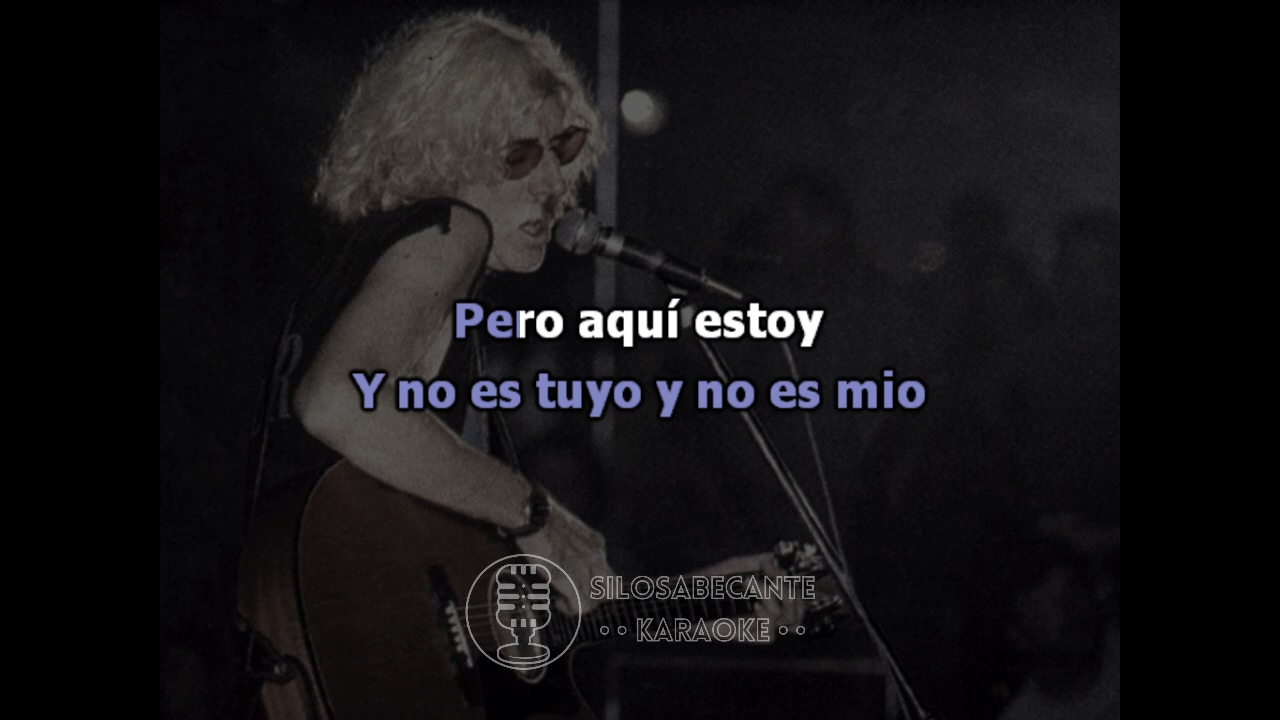 Pero aquí estoy
Y no es tuyo y no es mio
SILOSABECANTE
KARAOKE